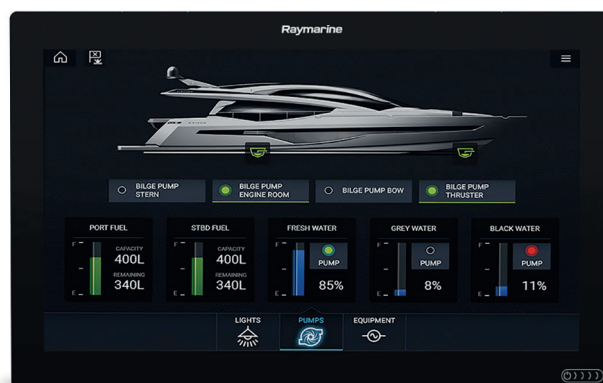 Raymarine
BILGE PUMP
STERN
BILGE PUMP
ENGINE ROOM
BILGE PUMP BOW
BILGE PUMP
THRUSTER
PORT FUEL
F
E
CAPACITY
400L
REMAINING
340L
STBD FUEL
F
E
CAPACITY
400L
REMAINING
340L
FRESH WATER
F
E
PUMP
85%
GREY WATER
F
E
PUMP
8%
BLACK WATER
F
E
PUMP
11%
LIGHTS
PUMPS
EQUIPMENT